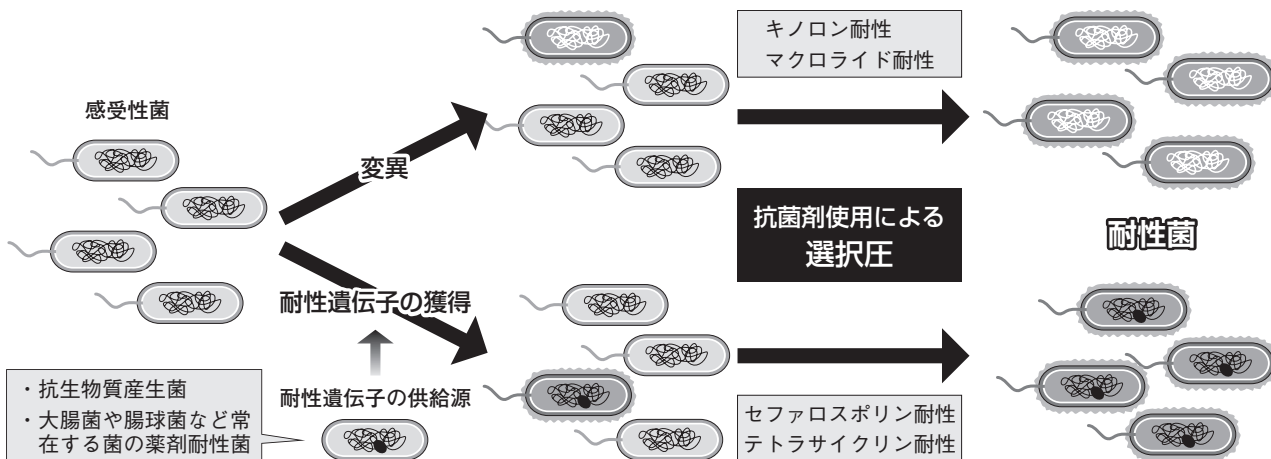 感受性菌
変異
キノロン耐性
マクロライド耐性
抗菌剤使用による
選択圧
耐性菌
耐性遺伝子の獲得
耐性遺伝子の供給源
・抗生物質産生菌
・大腸菌や腸球菌など常
在する菌の薬剤耐性菌
セファロスポリン耐性
テトラサイクリン耐性